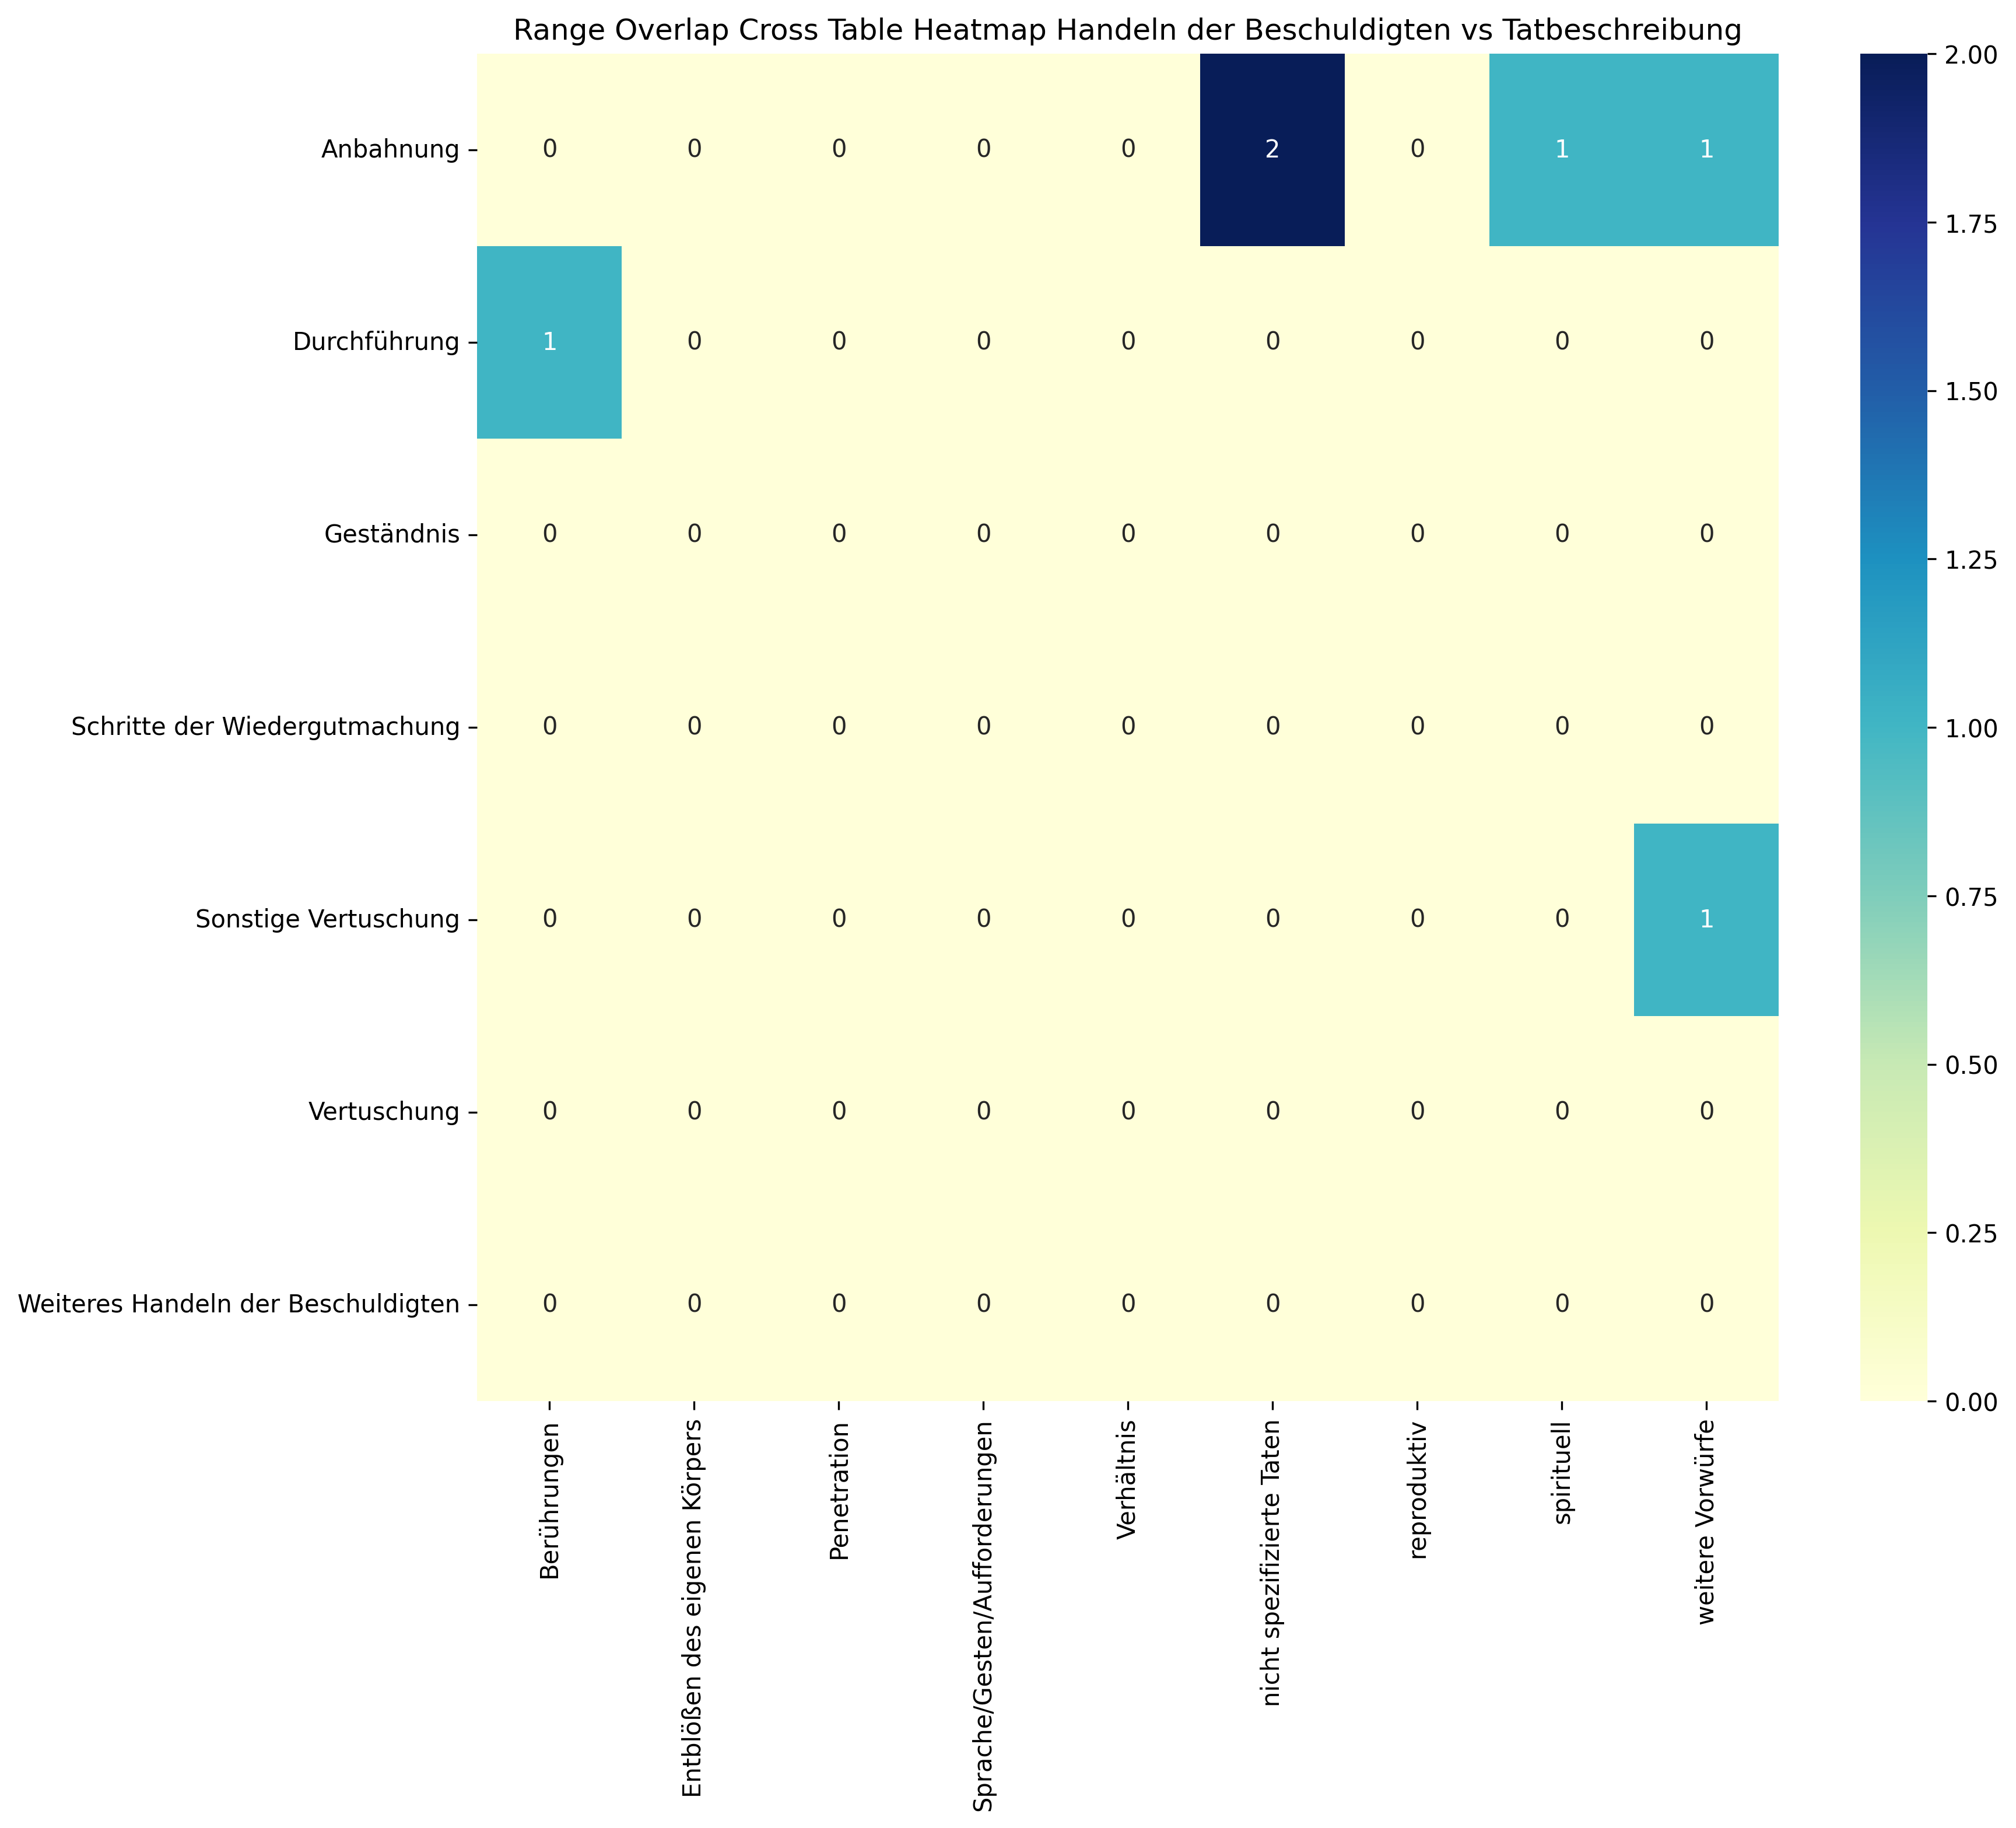 Range Overlap Cross Table Heatmap Handeln der Beschuldigten vs Tatbeschreibung
Anbahnung 0 0 0 0 0 2 0 1 1
Durchführung 1 0 0 0 0 0 0 0 0
Geständnis 0 0 0 0 0 0 0 0 0
Schritte der Wiedergutmachung 0 0 0 0 0 0 0 0 0
Sonstige Vertuschung 0 0 0 0 0 0 0 0 1
Vertuschung 0 0 0 0 0 0 0 0 0
Weiteres Handeln der Beschuldigten 0 0 0 0 0 0 0 0 0
Berührungen
Entblößen des eigenen Körpers
Penetration
Sprache/Gesten/Aufforderungen
Verhältnis
nicht spezifizierte Taten
reproduktiv
spirituell
weitere Vorwürfe
2.00
1.75
1.50
1.25
1.00
0.75
0.50
0.25
0.00